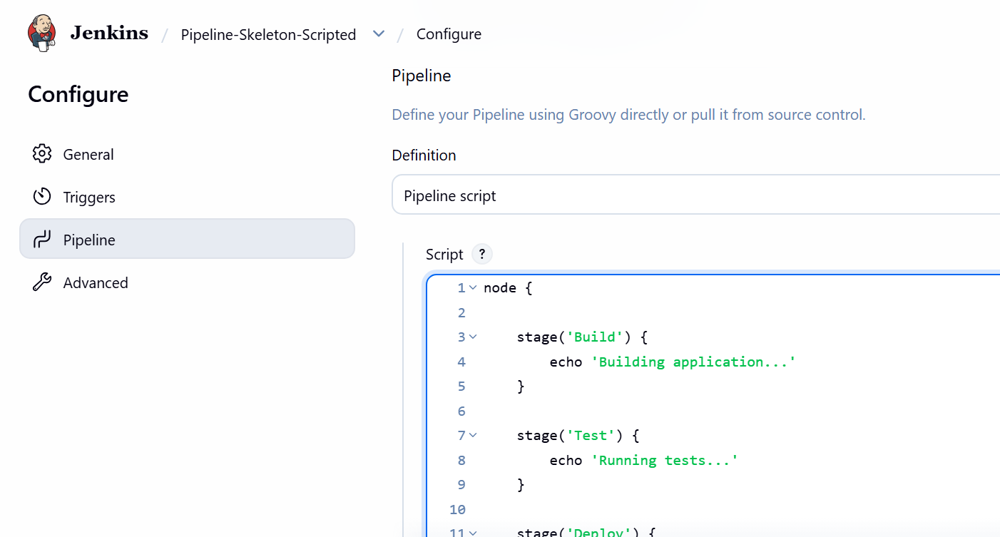 Jenkins / Pipeline-Skeleton-Scripted / Configure
Configure
General
Triggers
Pipeline
Advanced
Pipeline
Define your Pipeline using Groovy directly or pull it from source control.
Definition
Pipeline script
Script ?
1 node {
2
3 stage('Build') {
4 echo 'Building application...'
5 }
6
7 stage('Test') {
8 echo 'Running tests...'
9 }
10
11 stage('Deploy') {